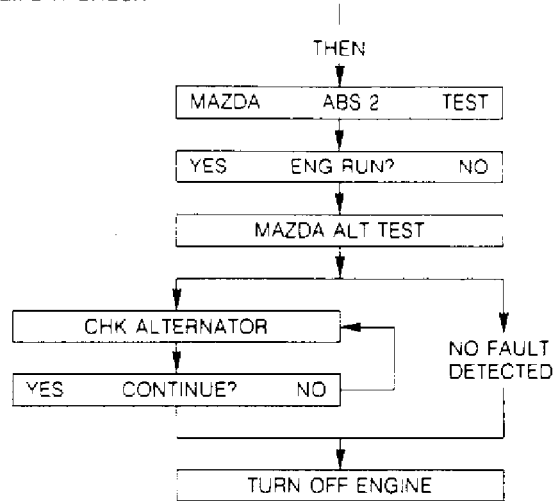 THEN
MAZDA ABS 2 TEST
YES ENG RUN? NO
MAZDA ALT TEST
CHK ALTERNATOR
NO FAULT
DETECTED
YES CONTINUE? NO
TURN OFF ENGINE